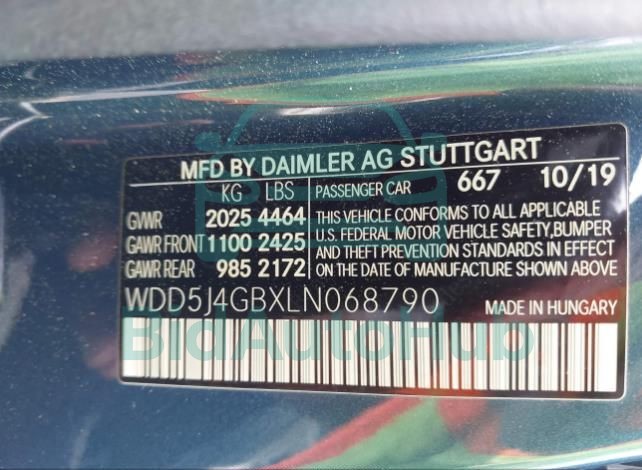 MFD BY DAIMLER AG STUTTGART
KG LBS PASSENGER CAR 667 10/19
GVWR 2025 4464 THIS VEHICLE CONFORMS TO ALL APPLICABLE
GAWR FRONT 1100 2425 U.S. FEDERAL MOTOR VEHICLE SAFETY,BUMPER
AND THEFT PREVENTION STANDARDS IN EFFECT
GAWR REAR 985 2172 ON THE DATE OF MANUFACTURE SHOWN ABOVE
WDD5J4GBXLN068790 MADE IN HUNGARY
BidAutoHub